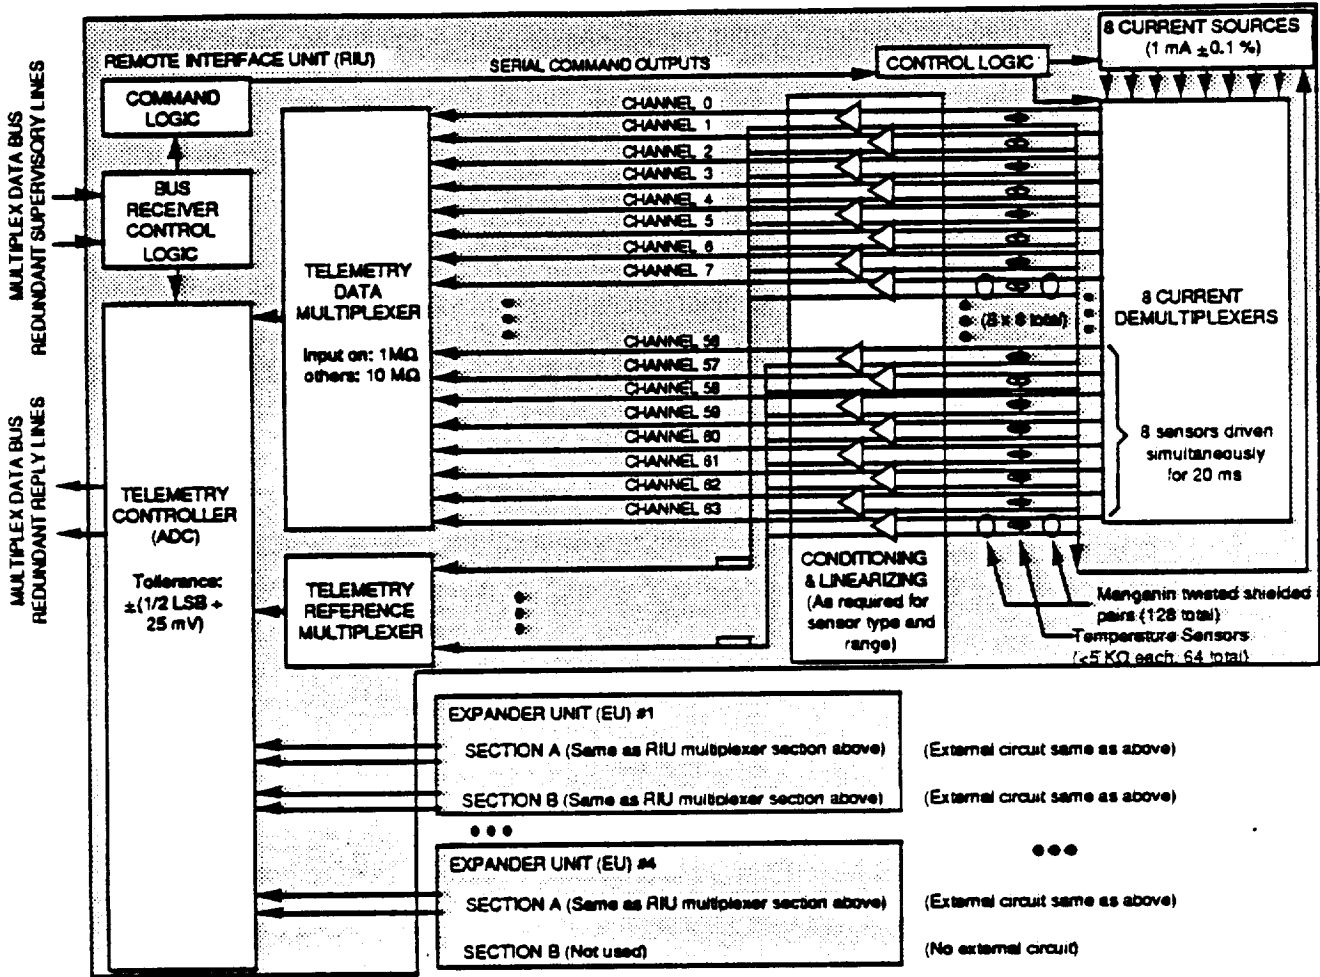 8 CURRENT SOURCES
(1 mA ±0.1 %)
REMOTE INTERFACE UNIT (RIU)
SERIAL COMMAND OUTPUTS
CONTROL LOGIC
COMMAND
LOGIC
MULTIPLEX DATA BUS
REDUNDANT SUPERVISORY LINES
BUS
RECEIVER
CONTROL
LOGIC
CHANNEL 0
CHANNEL 1
CHANNEL 2
CHANNEL 3
CHANNEL 4
CHANNEL 5
CHANNEL 6
CHANNEL 7
TELEMETRY
DATA
MULTIPLEXER
Input on: 1MΩ
others: 10 MΩ
(8 x 8 total)
8 CURRENT
DEMULTIPLEXERS
CHANNEL 56
CHANNEL 57
CHANNEL 58
CHANNEL 59
CHANNEL 60
CHANNEL 61
CHANNEL 62
CHANNEL 63
8 sensors driven
simultaneously
for 20 ms
MULTIPLEX DATA BUS
REDUNDANT REPLY LINES
TELEMETRY
CONTROLLER
(ADC)
Tollerance:
±(1/2 LSB +
25 mV)
TELEMETRY
REFERENCE
MULTIPLEXER
CONDITIONING
& LINEARIZING
(As required for
sensor type and
range)
Manganin twisted shielded
pairs (128 total)
Temperature Sensors
(<5 KΩ each, 64 total)
EXPANDER UNIT (EU) #1
SECTION A (Same as RIU multiplexer section above)
(External circuit same as above)
SECTION B (Same as RIU multiplexer section above)
(External circuit same as above)
EXPANDER UNIT (EU) #4
SECTION A (Same as RIU multiplexer section above)
(External circuit same as above)
SECTION B (Not used)
(No external circuit)